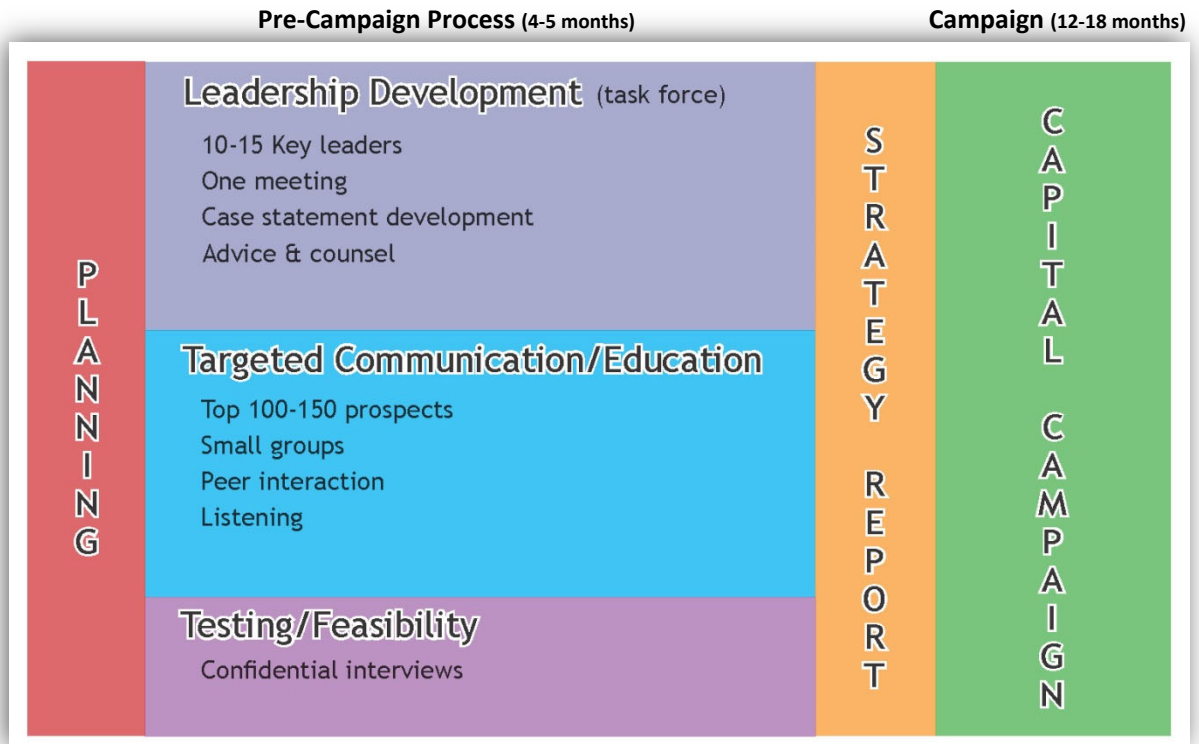 Pre-Campaign Process (4-5 months)
Campaign (12-18 months)
PLANNING
Leadership Development (task force)
10-15 Key leaders
One meeting
Case statement development
Advice & counsel
Targeted Communication/Education
Top 100-150 prospects
Small groups
Peer interaction
Listening
Testing/Feasibility
Confidential interviews
STRATEGY REPORT
CAPITAL CAMPAIGN